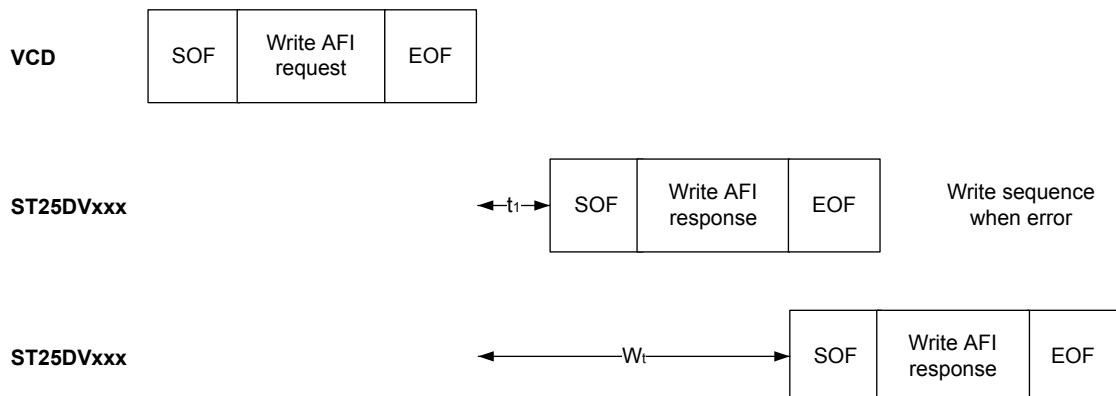 VCD
SOF
Write AFI
request
EOF
ST25DVxxx
t1
SOF
Write AFI
response
EOF
Write sequence
when error
ST25DVxxx
Wt
SOF
Write AFI
response
EOF